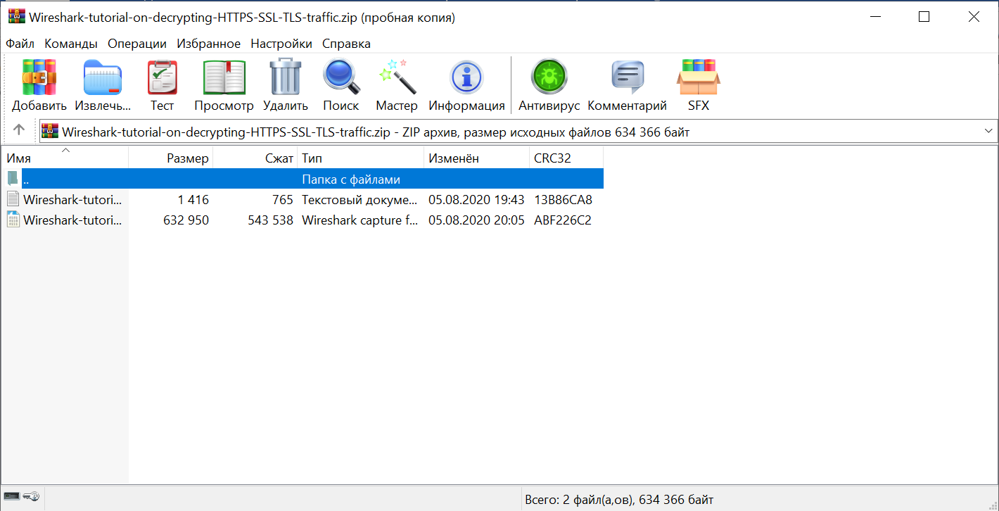 Wireshark-tutorial-on-decrypting-HTTPS-SSL-TLS-traffic.zip (пробная копия)
Файл Команды Операции Избранное Настройки Справка
Добавить Извлечь... Тест Просмотр Удалить Поиск Мастер Информация Антивирус Комментарий SFX
Wireshark-tutorial-on-decrypting-HTTPS-SSL-TLS-traffic.zip - ZIP архив, размер исходных файлов 634 366 байт
Имя Размер Сжат Тип Изменён CRC32
.. Папка с файлами
Wireshark-tutori... 1 416 765 Текстовый докуме... 05.08.2020 19:43 13B86CA8
Wireshark-tutori... 632 950 543 538 Wireshark capture f... 05.08.2020 20:05 ABF226C2
Всего: 2 файл(а,ов), 634 366 байт